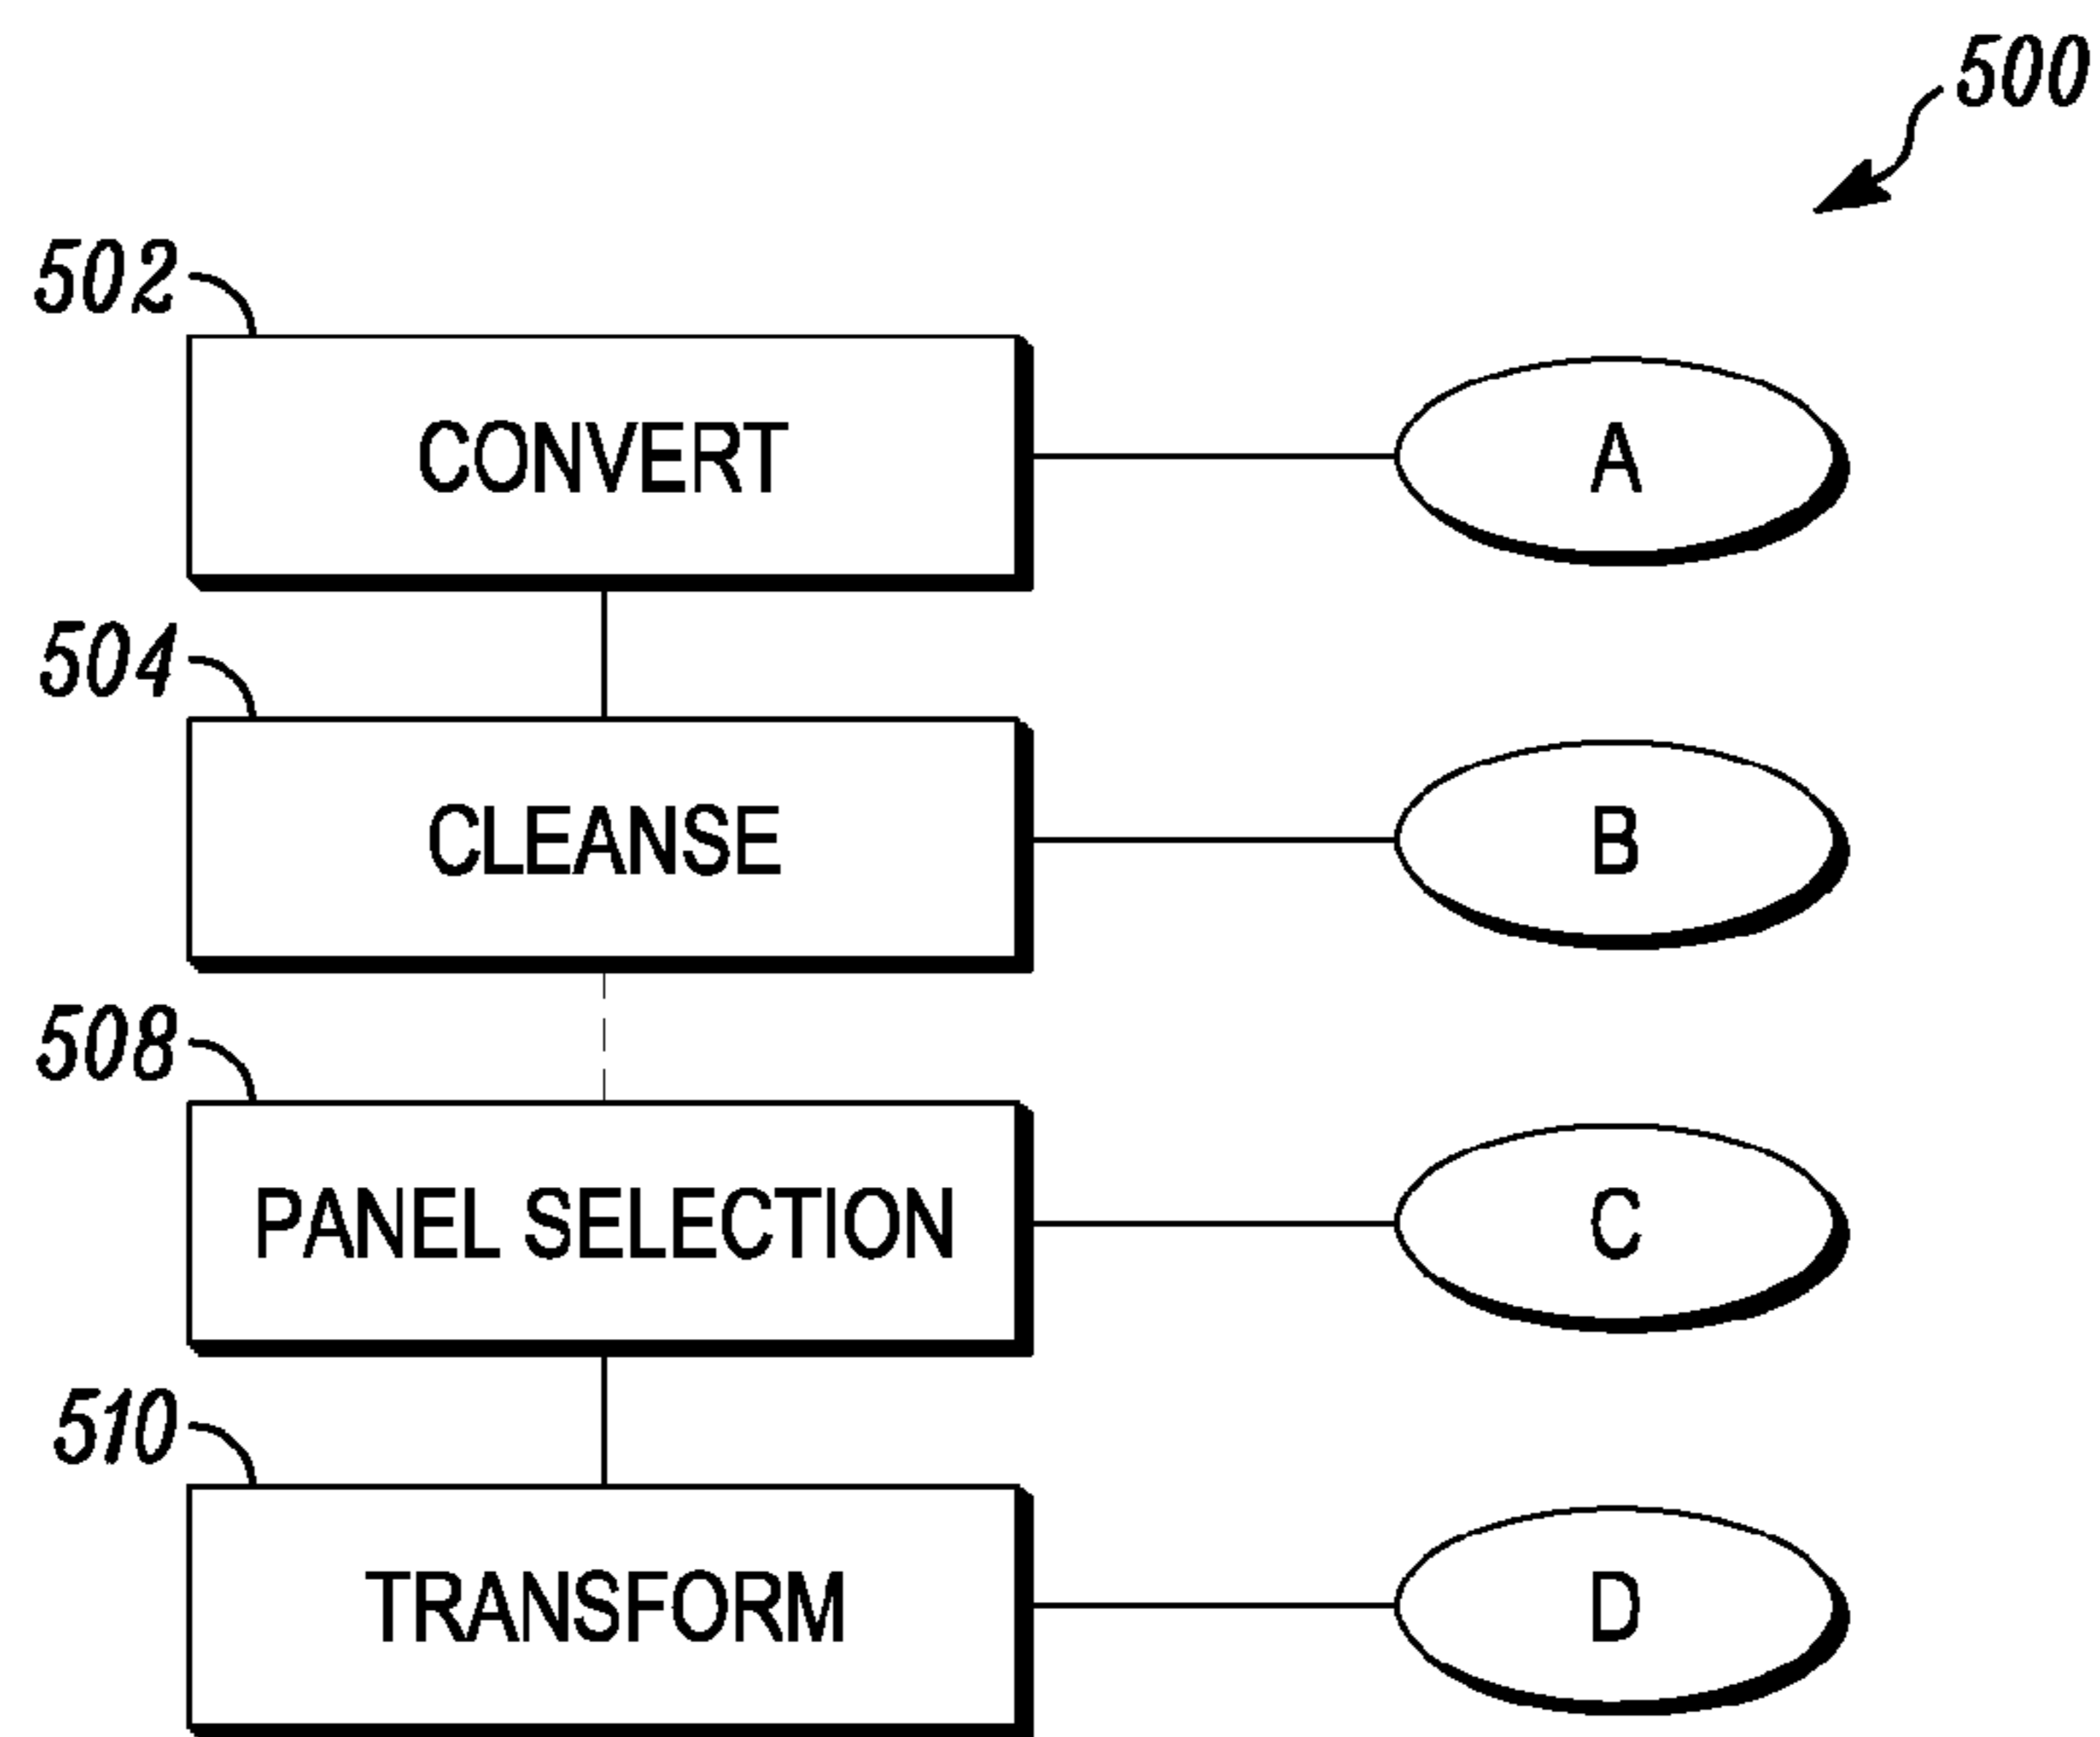 500
502
CONVERT
A
504
CLEANSE
B
508
PANEL SELECTION
C
510
TRANSFORM
D